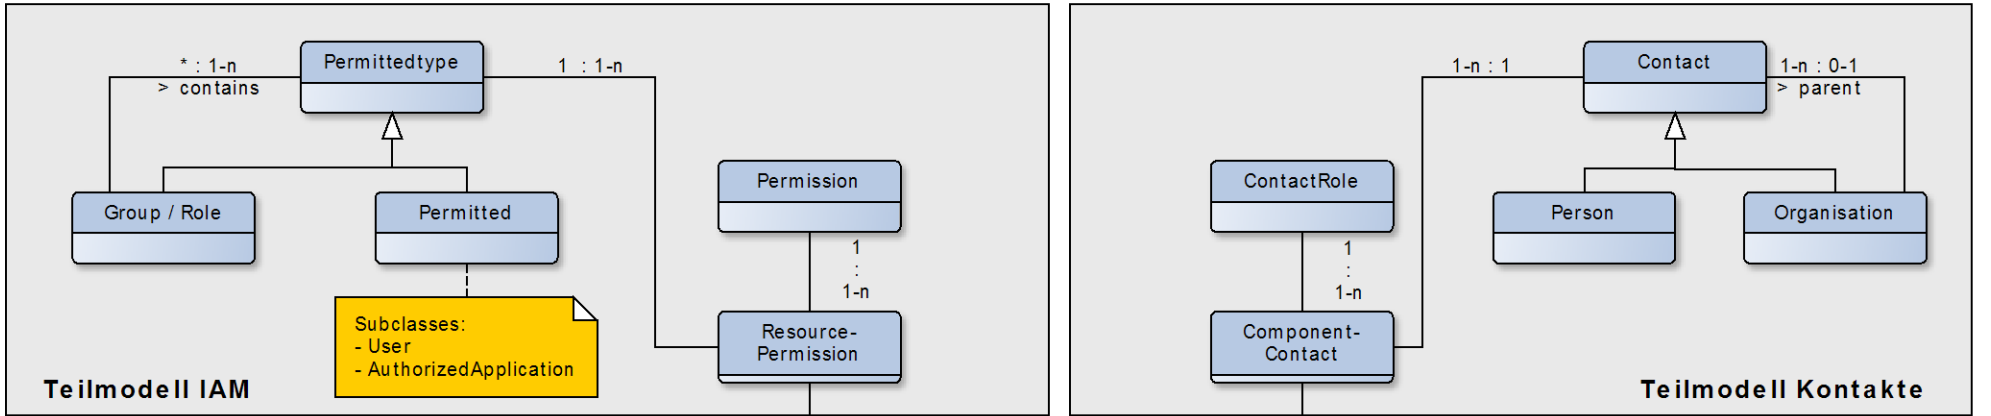 Permittedtype
* : 1-n
> contains
1 : 1-n
Group / Role
Permitted
Permission
1
:
1-n
Resource-
Permission
Subclasses:
- User
- AuthorizedApplication
Teilmodell IAM
Contact
1-n : 1
1-n : 0-1
> parent
ContactRole
Person
Organisation
1
:
1-n
Component-
Contact
Teilmodell Kontakte